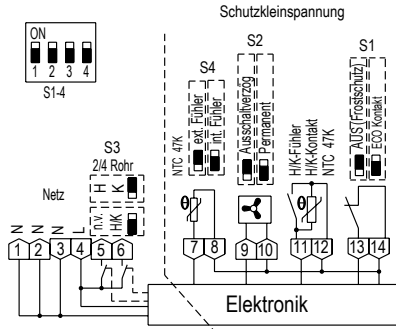 Schutzkleinspannung
ON
1 2 3 4
S1-4
S1
S2
S3
S4
2/4 Rohr
H K
n.V. H/K
Netz
N N N L
NTC 47K
ext. Fühler
int. Fühler
Ausschaltverzog
Permanent
H/K-Fühler
H/K-Kontakt
NTC 47K
AUS (Frostschutz)
ECO Kontakt
θ
θ
1 2 3 4 5 6
7 8 9 10 11 12 13 14
Elektronik